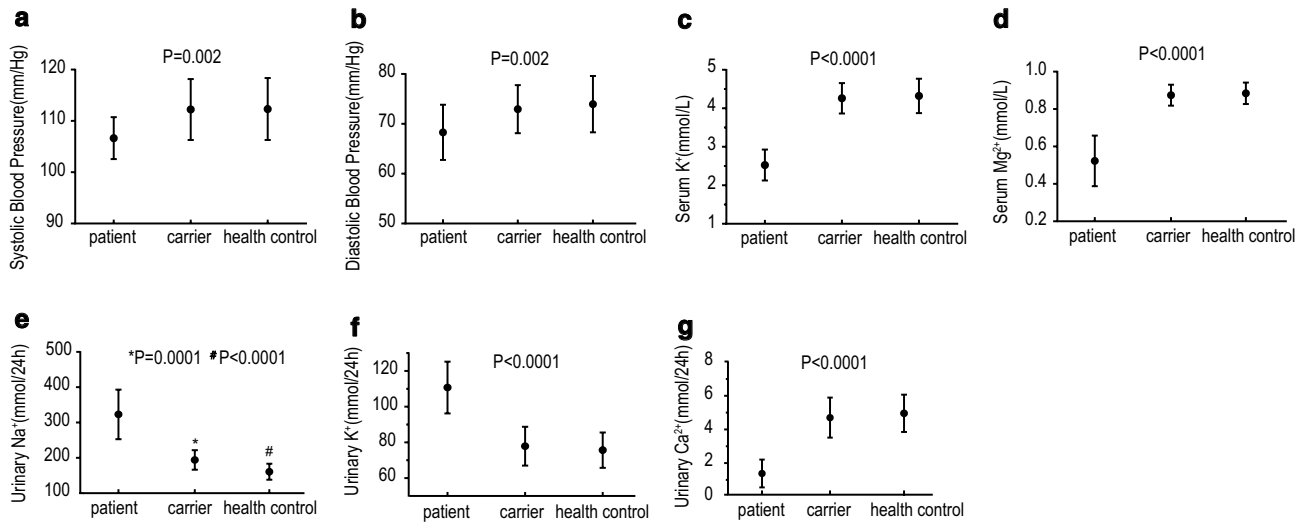 a
P=0.002
Systolic Blood Pressure(mm/Hg)
120
110
100
90
patient carrier health control
b
P=0.002
Diastolic Blood Pressure(mm/Hg)
80
70
60
50
patient carrier health control
c
P<0.0001
Serum K⁺(mmol/L)
5
4
3
2
1
patient carrier health control
d
P<0.0001
Serum Mg²⁺(mmol/L)
1.0
0.8
0.6
0.4
0.2
patient carrier health control
e
*P=0.0001 #P<0.0001
Urinary Na⁺(mmol/24h)
500
400
300
200
100
*
#
patient carrier health control
f
P<0.0001
Urinary K⁺(mmol/24h)
120
100
80
60
patient carrier health control
g
P<0.0001
Urinary Ca²⁺(mmol/24h)
8
6
4
2
0
patient carrier health control